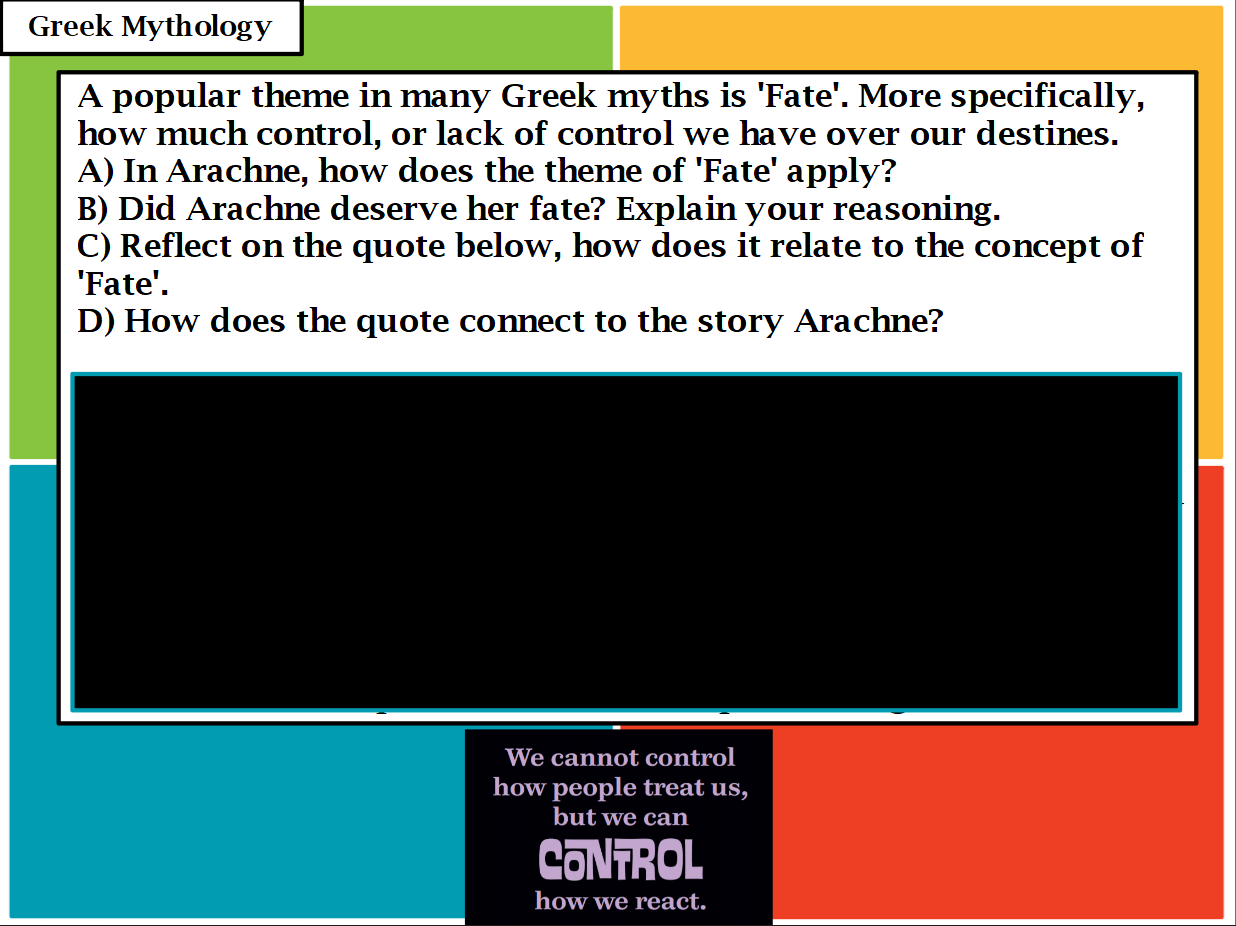 Greek Mythology
A popular theme in many Greek myths is 'Fate'. More specifically,
how much control, or lack of control we have over our destines.
A) In Arachne, how does the theme of 'Fate' apply?
B) Did Arachne deserve her fate? Explain your reasoning.
C) Reflect on the quote below, how does it relate to the concept of
'Fate'.
D) How does the quote connect to the story Arachne?
We cannot control
how people treat us,
but we can
CONTROL
how we react.